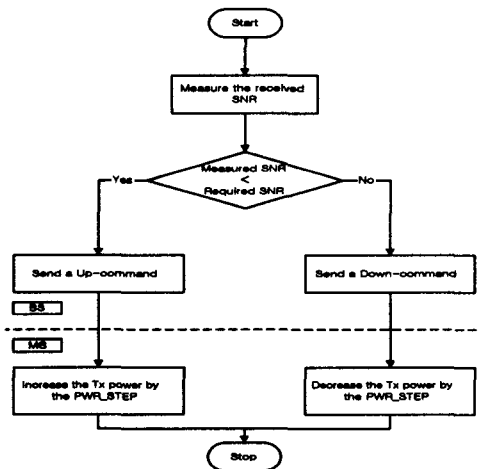 Start
Measure the received
SNR
Measured SNR
<
Required SNR
Yes
No
Send a Up-command
Send a Down-command
BS
MS
Increase the Tx power by
the PWR_STEP
Decrease the Tx power by
the PWR_STEP
Stop